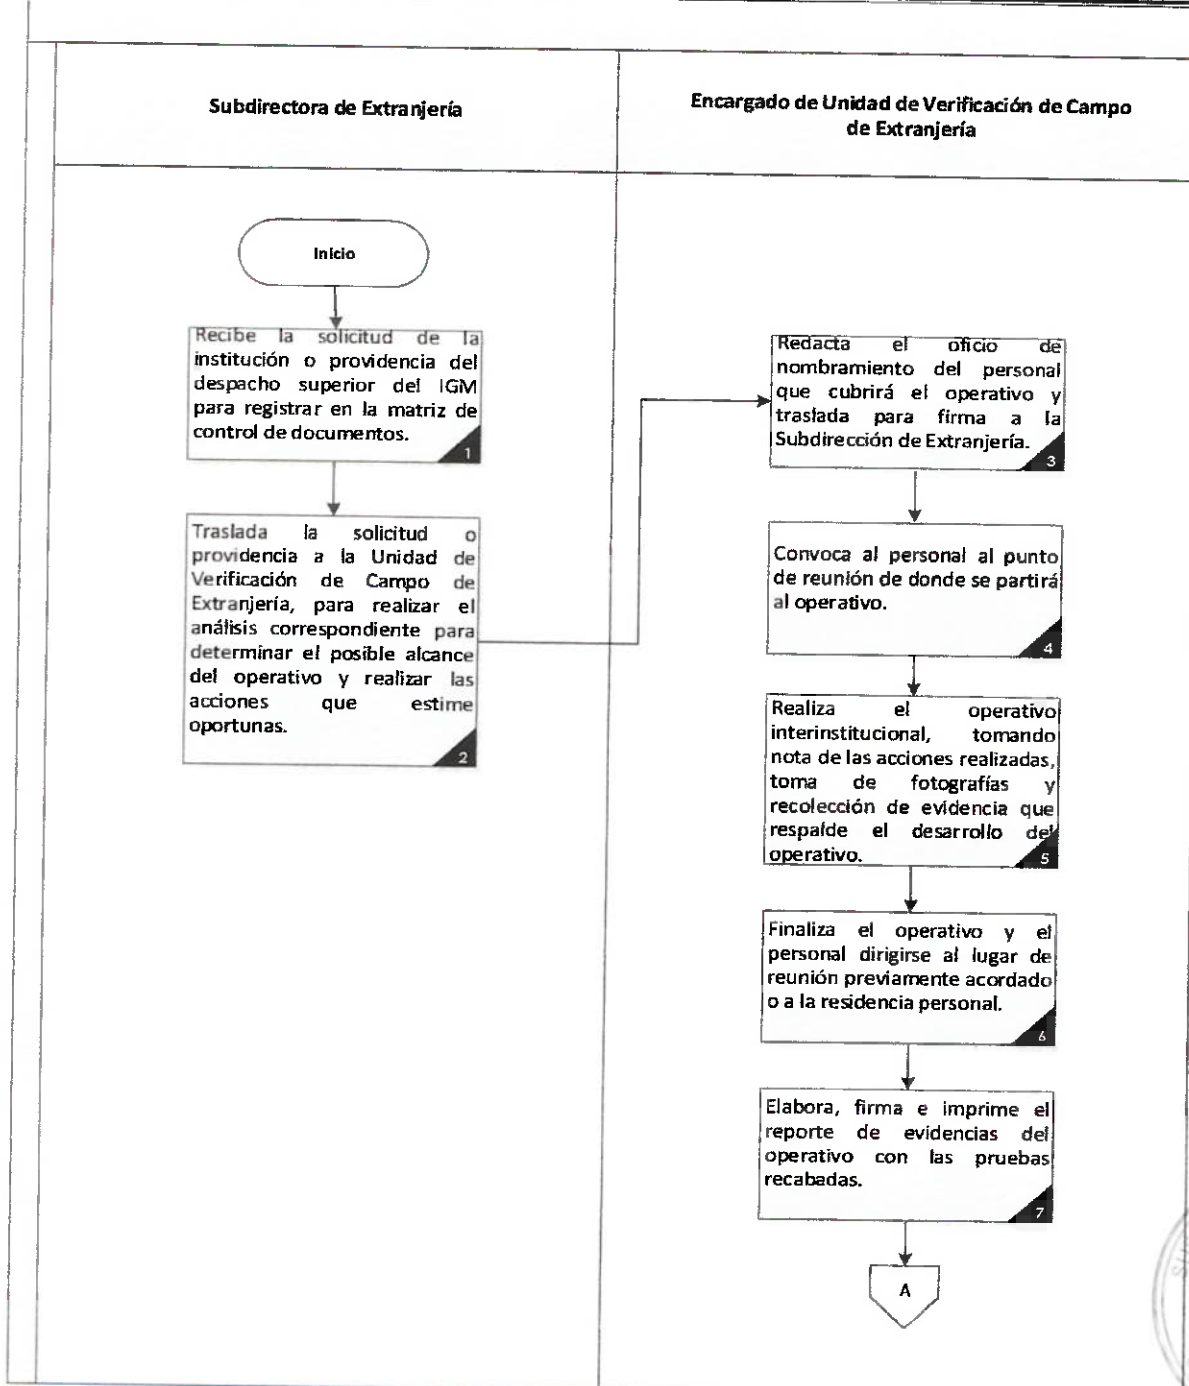 Subdirectora de Extranjería
Encargado de Unidad de Verificación de Campo
de Extranjería
Inicio
Recibe la solicitud de la
institución o providencia del
despacho superior del IGM
para registrar en la matriz de
control de documentos.
1
Traslada la solicitud o
providencia a la Unidad de
Verificación de Campo de
Extranjería, para realizar el
análisis correspondiente para
determinar el posible alcance
del operativo y realizar las
acciones que estime
oportunas.
2
Redacta el oficio de
nombramiento del personal
que cubrirá el operativo y
traslada para firma a la
Subdirección de Extranjería.
3
Convoca al personal al punto
de reunión de donde se partirá
al operativo.
4
Realiza el operativo
interinstitucional, tomando
nota de las acciones realizadas,
toma de fotografías y
recolección de evidencia que
respalde el desarrollo del
operativo.
5
Finaliza el operativo y el
personal dirigirse al lugar de
reunión previamente acordado
o a la residencia personal.
6
Elabora, firma e imprime el
reporte de evidencias del
operativo con las pruebas
recabadas.
7
A